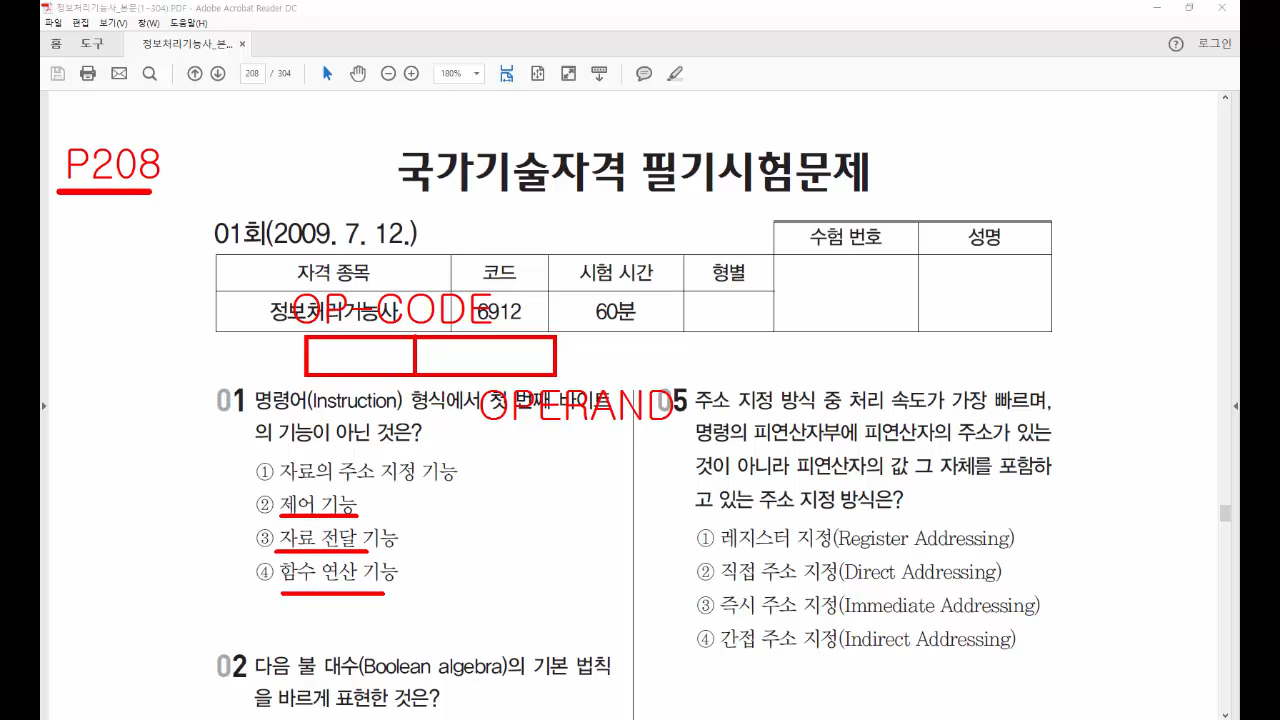 정보처리기능사_본문(1-304).PDF - Adobe Acrobat Reader DC
파일 편집 보기(V) 창(W) 도움말(H)
홈 도구 정보처리기능사_본... × 로그인
208 / 304 180%
P208
국가기술자격 필기시험문제
01회(2009. 7. 12.)
수험 번호 성명
자격 종목 코드 시험 시간 형별
정보처리기능사 6912 60분
OP-CODE
OPERAND
01 명령어(Instruction) 형식에서 첫 번째 바이트
의 기능이 아닌 것은?
① 자료의 주소 지정 기능
② 제어 기능
③ 자료 전달 기능
④ 함수 연산 기능
02 다음 불 대수(Boolean algebra)의 기본 법칙
을 바르게 표현한 것은?
05 주소 지정 방식 중 처리 속도가 가장 빠르며,
명령의 피연산자부에 피연산자의 주소가 있는
것이 아니라 피연산자의 값 그 자체를 포함하
고 있는 주소 지정 방식은?
① 레지스터 지정(Register Addressing)
② 직접 주소 지정(Direct Addressing)
③ 즉시 주소 지정(Immediate Addressing)
④ 간접 주소 지정(Indirect Addressing)